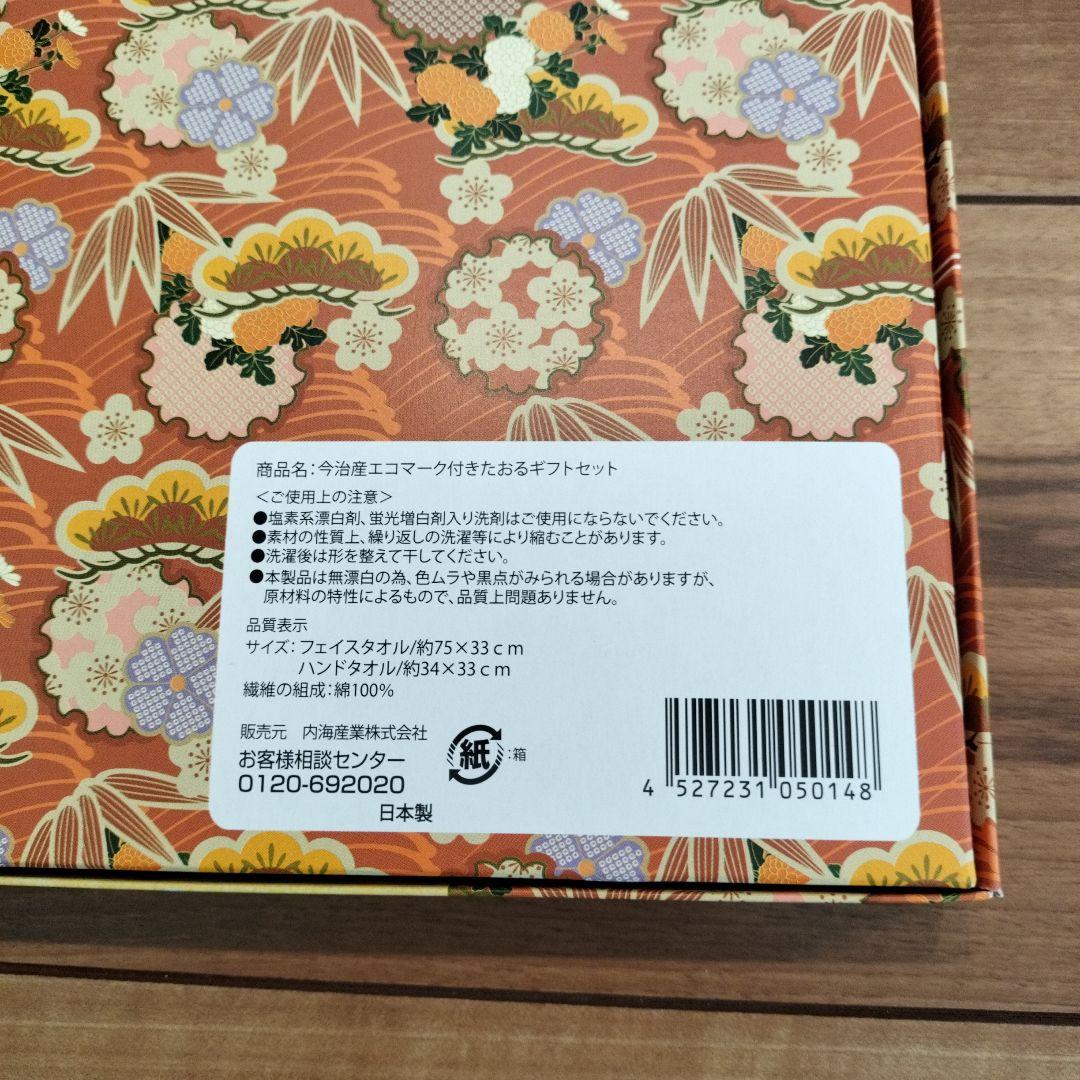 商品名:今治産エコマーク付きたおるギフトセット
＜ご使用上の注意＞
●塩素系漂白剤、蛍光増白剤入り洗剤はご使用にならないでください。
●素材の性質上、繰り返しの洗濯等により縮むことがあります。
●洗濯後は形を整えて干してください。
●本製品は無漂白の為、色ムラや黒点がみられる場合がありますが、
原材料の特性によるもので、品質上問題ありません。
品質表示
サイズ:フェイスタオル/約75×33ｃｍ
ハンドタオル/約34×33ｃｍ
繊維の組成:綿100%
販売元 内海産業株式会社
お客様相談センター
0120-692020
日本製
紙:箱
4 527231 050148